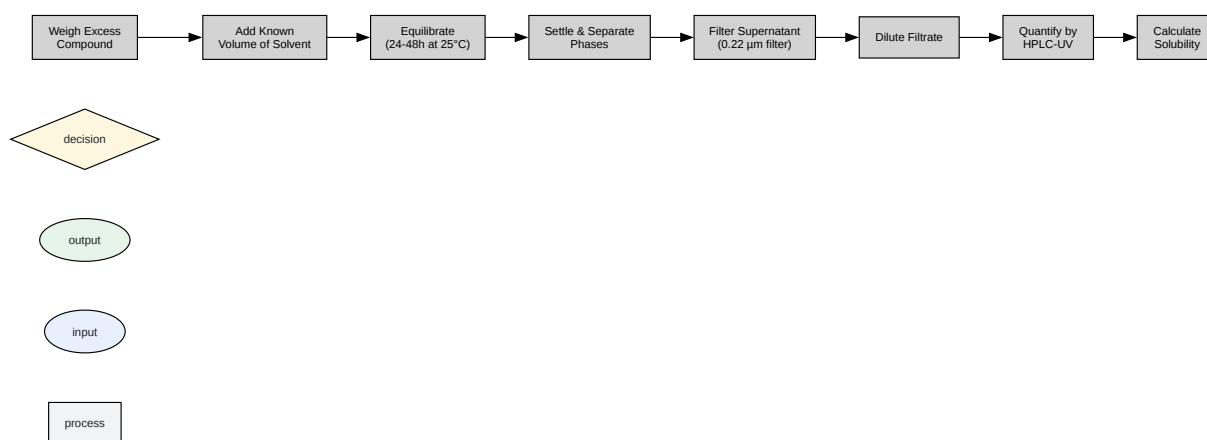 Weigh Excess
Compound
Add Known
Volume of Solvent
Equilibrate
(24-48h at 25°C)
Settle & Separate
Phases
Filter Supernatant
(0.22 µm filter)
Dilute Filtrate
Quantify by
HPLC-UV
Calculate
Solubility
decision
output
input
process